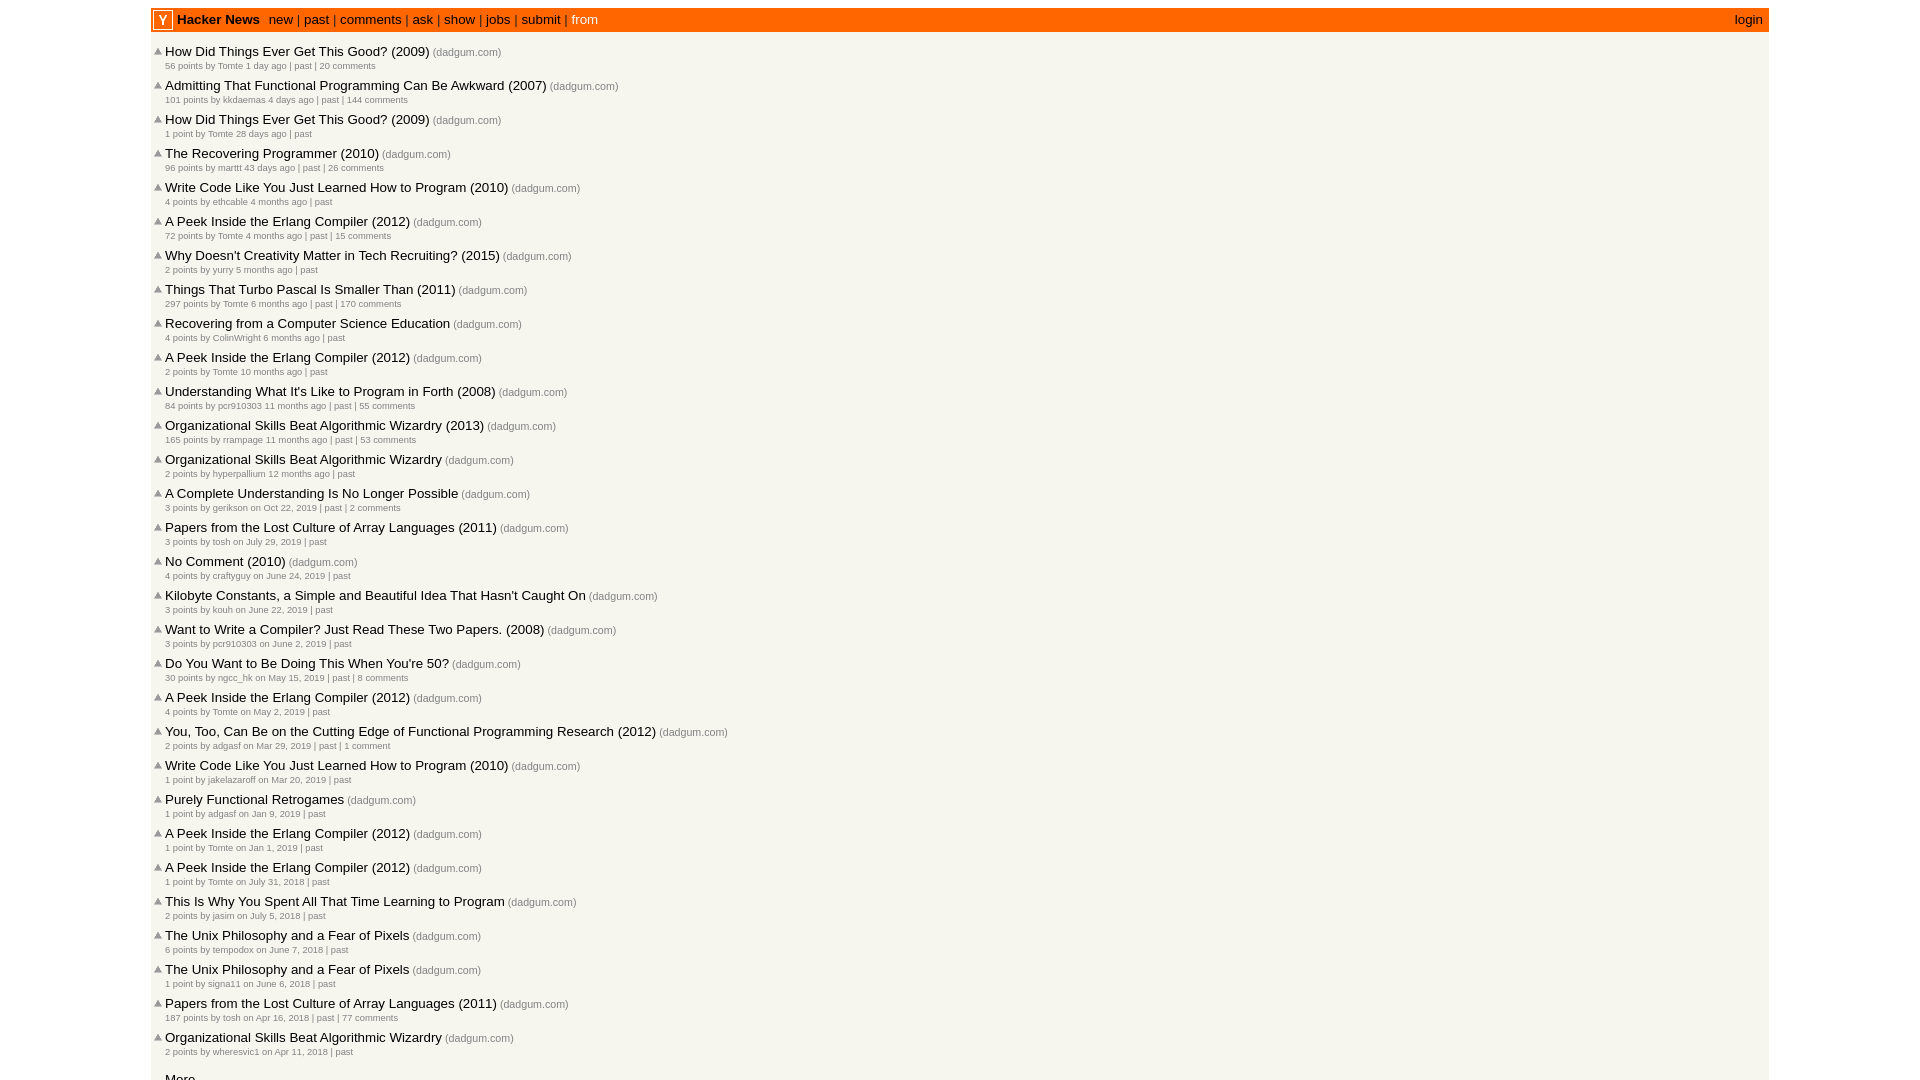 Y Hacker News new | past | comments | ask | show | jobs | submit | from login
How Did Things Ever Get This Good? (2009) (dadgum.com)
56 points by Tomte 1 day ago | past | 20 comments
Admitting That Functional Programming Can Be Awkward (2007) (dadgum.com)
101 points by kkdaemas 4 days ago | past | 144 comments
How Did Things Ever Get This Good? (2009) (dadgum.com)
1 point by Tomte 28 days ago | past
The Recovering Programmer (2010) (dadgum.com)
96 points by marttt 43 days ago | past | 26 comments
Write Code Like You Just Learned How to Program (2010) (dadgum.com)
4 points by ethcable 4 months ago | past
A Peek Inside the Erlang Compiler (2012) (dadgum.com)
72 points by Tomte 4 months ago | past | 15 comments
Why Doesn't Creativity Matter in Tech Recruiting? (2015) (dadgum.com)
2 points by yurry 5 months ago | past
Things That Turbo Pascal Is Smaller Than (2011) (dadgum.com)
297 points by Tomte 6 months ago | past | 170 comments
Recovering from a Computer Science Education (dadgum.com)
4 points by ColinWright 6 months ago | past
A Peek Inside the Erlang Compiler (2012) (dadgum.com)
2 points by Tomte 10 months ago | past
Understanding What It's Like to Program in Forth (2008) (dadgum.com)
84 points by pcr910303 11 months ago | past | 55 comments
Organizational Skills Beat Algorithmic Wizardry (2013) (dadgum.com)
165 points by rrampage 11 months ago | past | 53 comments
Organizational Skills Beat Algorithmic Wizardry (dadgum.com)
2 points by hyperpallium 12 months ago | past
A Complete Understanding Is No Longer Possible (dadgum.com)
3 points by gerikson on Oct 22, 2019 | past | 2 comments
Papers from the Lost Culture of Array Languages (2011) (dadgum.com)
3 points by tosh on July 29, 2019 | past
No Comment (2010) (dadgum.com)
4 points by craftyguy on June 24, 2019 | past
Kilobyte Constants, a Simple and Beautiful Idea That Hasn't Caught On (dadgum.com)
3 points by kouh on June 22, 2019 | past
Want to Write a Compiler? Just Read These Two Papers. (2008) (dadgum.com)
3 points by pcr910303 on June 2, 2019 | past
Do You Want to Be Doing This When You're 50? (dadgum.com)
30 points by ngcc_hk on May 15, 2019 | past | 8 comments
A Peek Inside the Erlang Compiler (2012) (dadgum.com)
4 points by Tomte on May 2, 2019 | past
You, Too, Can Be on the Cutting Edge of Functional Programming Research (2012) (dadgum.com)
2 points by adgasf on Mar 29, 2019 | past | 1 comment
Write Code Like You Just Learned How to Program (2010) (dadgum.com)
1 point by jakelazaroff on Mar 20, 2019 | past
Purely Functional Retrogames (dadgum.com)
1 point by adgasf on Jan 9, 2019 | past
A Peek Inside the Erlang Compiler (2012) (dadgum.com)
1 point by Tomte on Jan 1, 2019 | past
A Peek Inside the Erlang Compiler (2012) (dadgum.com)
1 point by Tomte on July 31, 2018 | past
This Is Why You Spent All That Time Learning to Program (dadgum.com)
2 points by jasim on July 5, 2018 | past
The Unix Philosophy and a Fear of Pixels (dadgum.com)
6 points by tempodox on June 7, 2018 | past
The Unix Philosophy and a Fear of Pixels (dadgum.com)
1 point by signa11 on June 6, 2018 | past
Papers from the Lost Culture of Array Languages (2011) (dadgum.com)
187 points by tosh on Apr 16, 2018 | past | 77 comments
Organizational Skills Beat Algorithmic Wizardry (dadgum.com)
2 points by wheresvic1 on Apr 11, 2018 | past
More